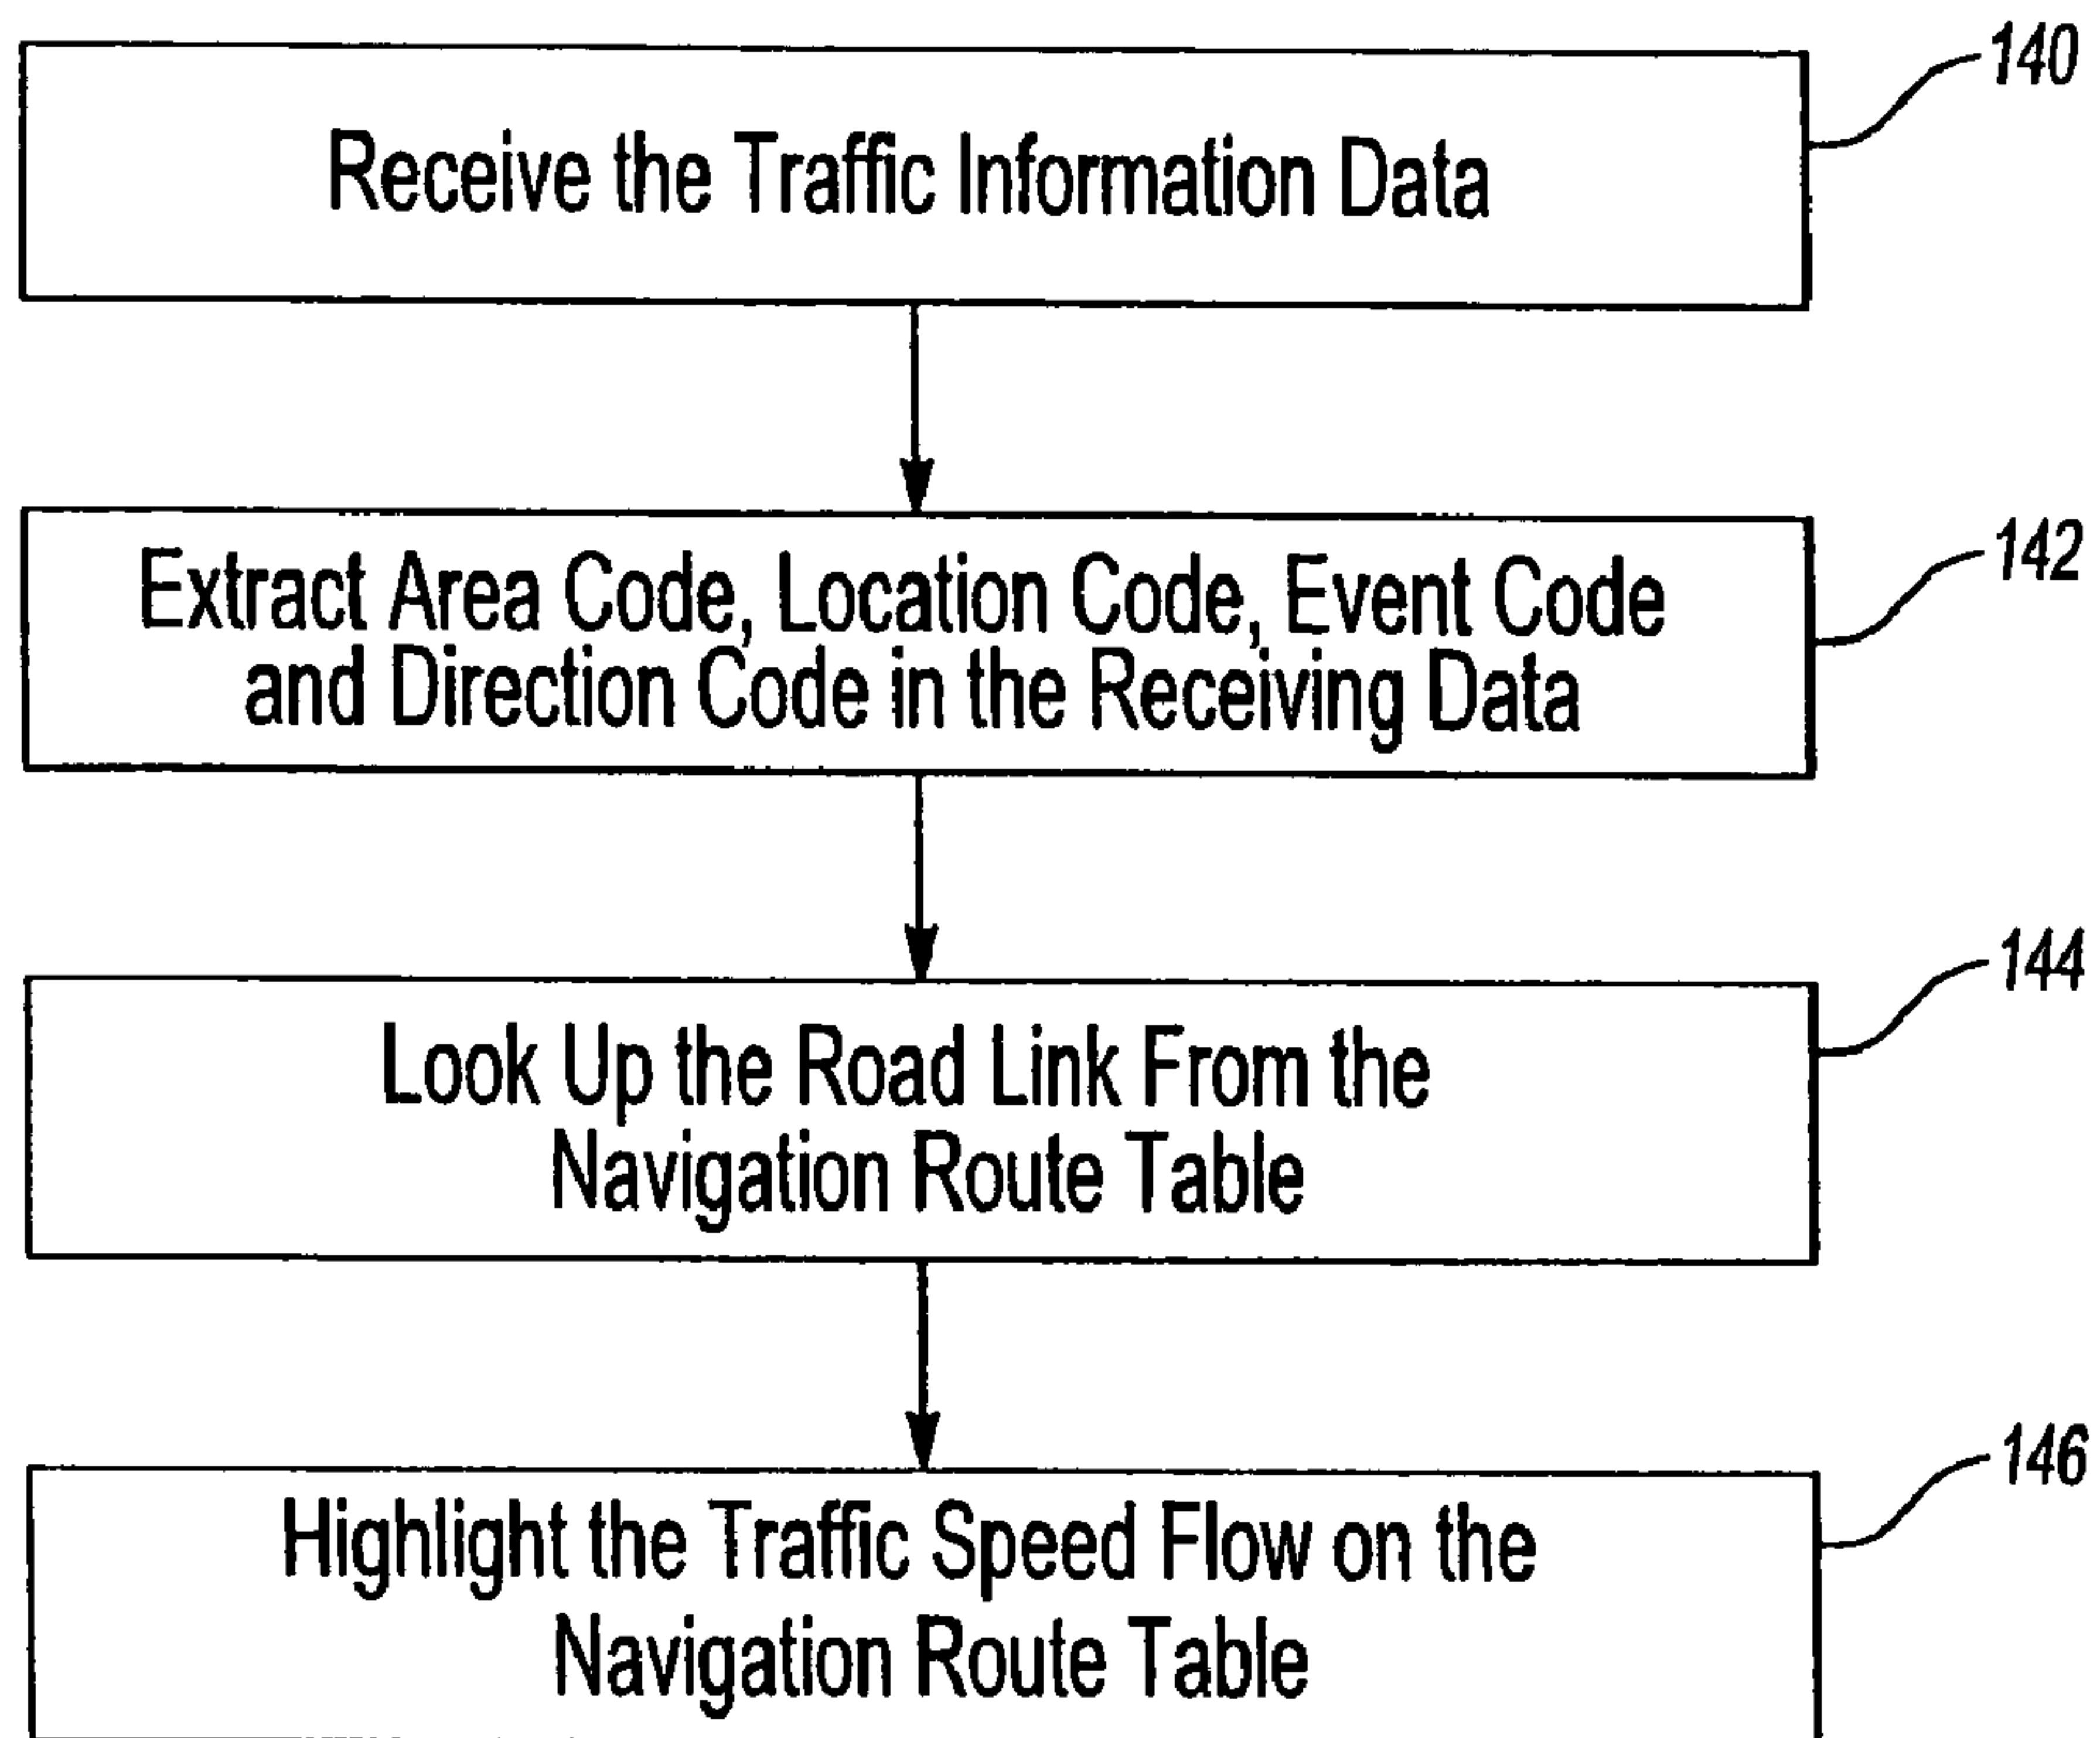 140
Receive the Traffic Information Data
142
Extract Area Code, Location Code, Event Code
and Direction Code in the Receiving Data
144
Look Up the Road Link From the
Navigation Route Table
146
Highlight the Traffic Speed Flow on the
Navigation Route Table